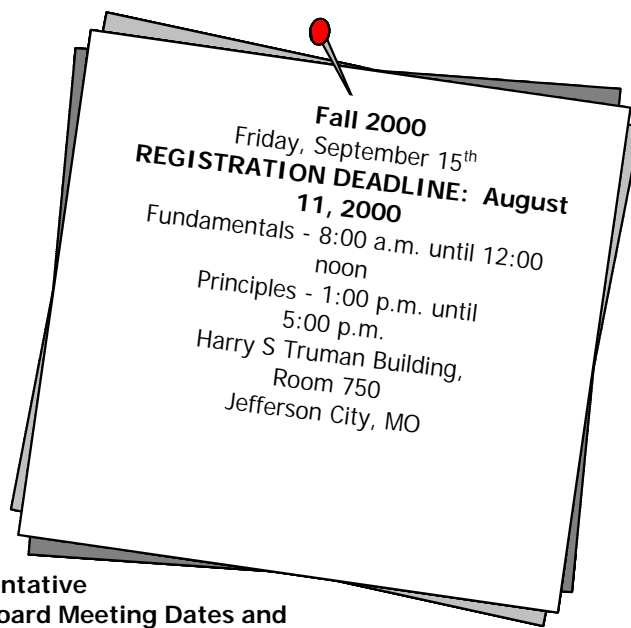 Fall 2000
Friday, September 15th
REGISTRATION DEADLINE: August
11, 2000
Fundamentals - 8:00 a.m. until 12:00
noon
Principles - 1:00 p.m. until
5:00 p.m.
Harry S Truman Building,
Room 750
Jefferson City, MO
ntative
oard Meeting Dates and